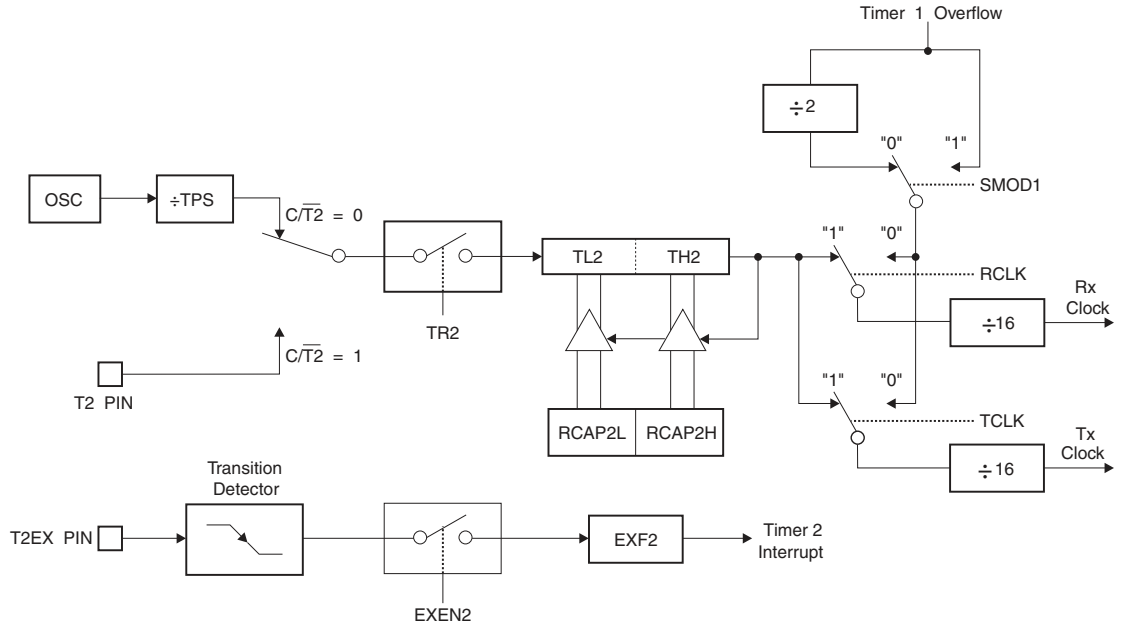 Timer 1 Overflow
÷2
"0" "1"
SMOD1
OSC
÷TPS
C/T̅2̅ = 0
TR2
TL2 TH2
"1" "0"
RCLK
Rx
Clock
÷16
C/T̅2̅ = 1
T2 PIN
RCAP2L RCAP2H
"1" "0"
TCLK
Tx
Clock
÷16
Transition
Detector
T2EX PIN
EXEN2
EXF2
Timer 2
Interrupt